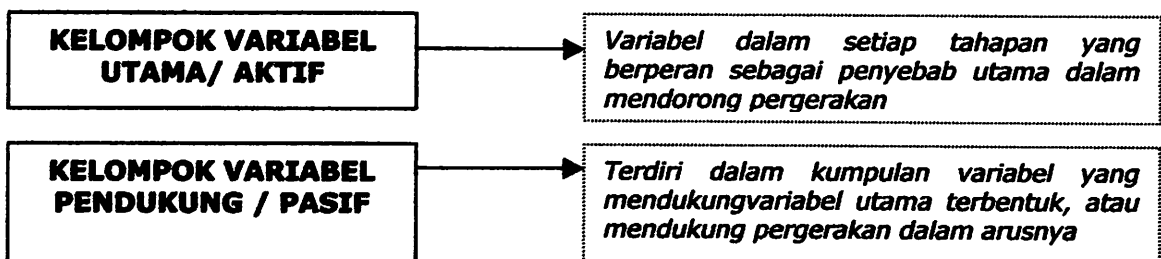 KELOMPOK VARIABEL
UTAMA/ AKTIF
Variabel dalam setiap tahapan yang
berperan sebagai penyebab utama dalam
mendorong pergerakan
KELOMPOK VARIABEL
PENDUKUNG / PASIF
Terdiri dalam kumpulan variabel yang
mendukungvariabel utama terbentuk, atau
mendukung pergerakan dalam arusnya